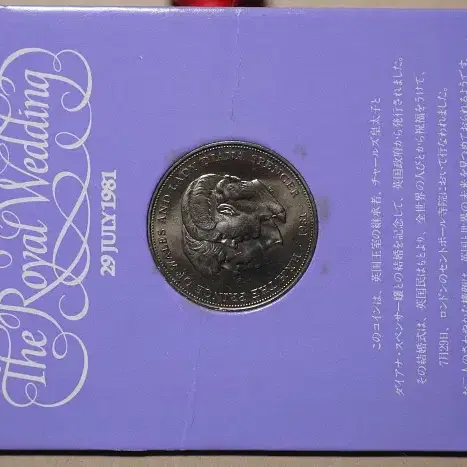 The Royal Wedding
29 JULY 1981
H.R.H. THE PRINCE OF WALES AND LADY DIANA SPENCER 1981
このコインは、英国王室の継承者、チャールズ皇太子と
ダイアナ・スペンサー嬢との結婚を記念して、英国政府から発行されました。
その結婚式は、英国民はもとより、全世界の人びとから祝福をうけて、
7月29日、ロンドンのセントポール寺院において行なわれました。